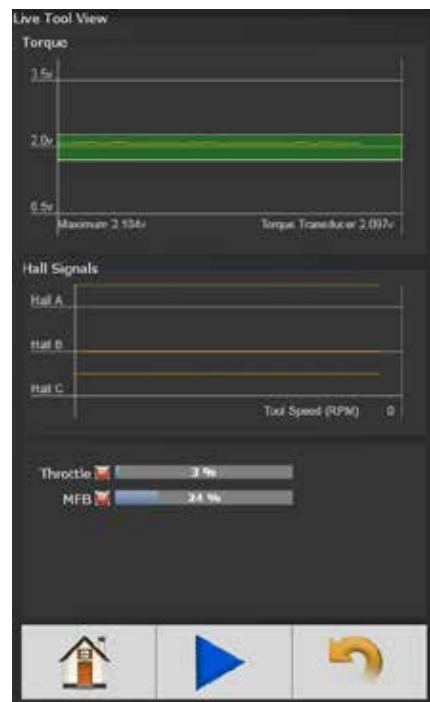 Live Tool View
Torque
3.5v
2.0v
0.5v
Maximum 2.104v Torque Transducer 2.097v
Hall Signals
Hall A
Hall B
Hall C
Tool Speed (RPM) 0
Throttle 3 %
MFB 24 %